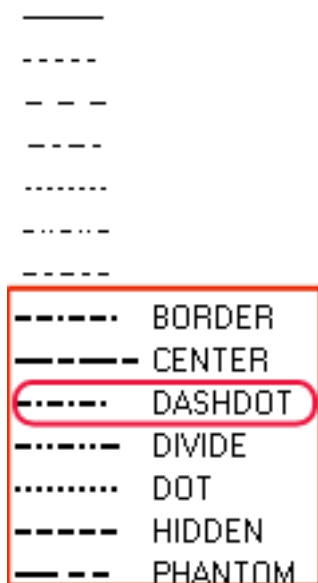 BORDER
CENTER
DASHDOT
DIVIDE
DOT
HIDDEN
PHANTOM